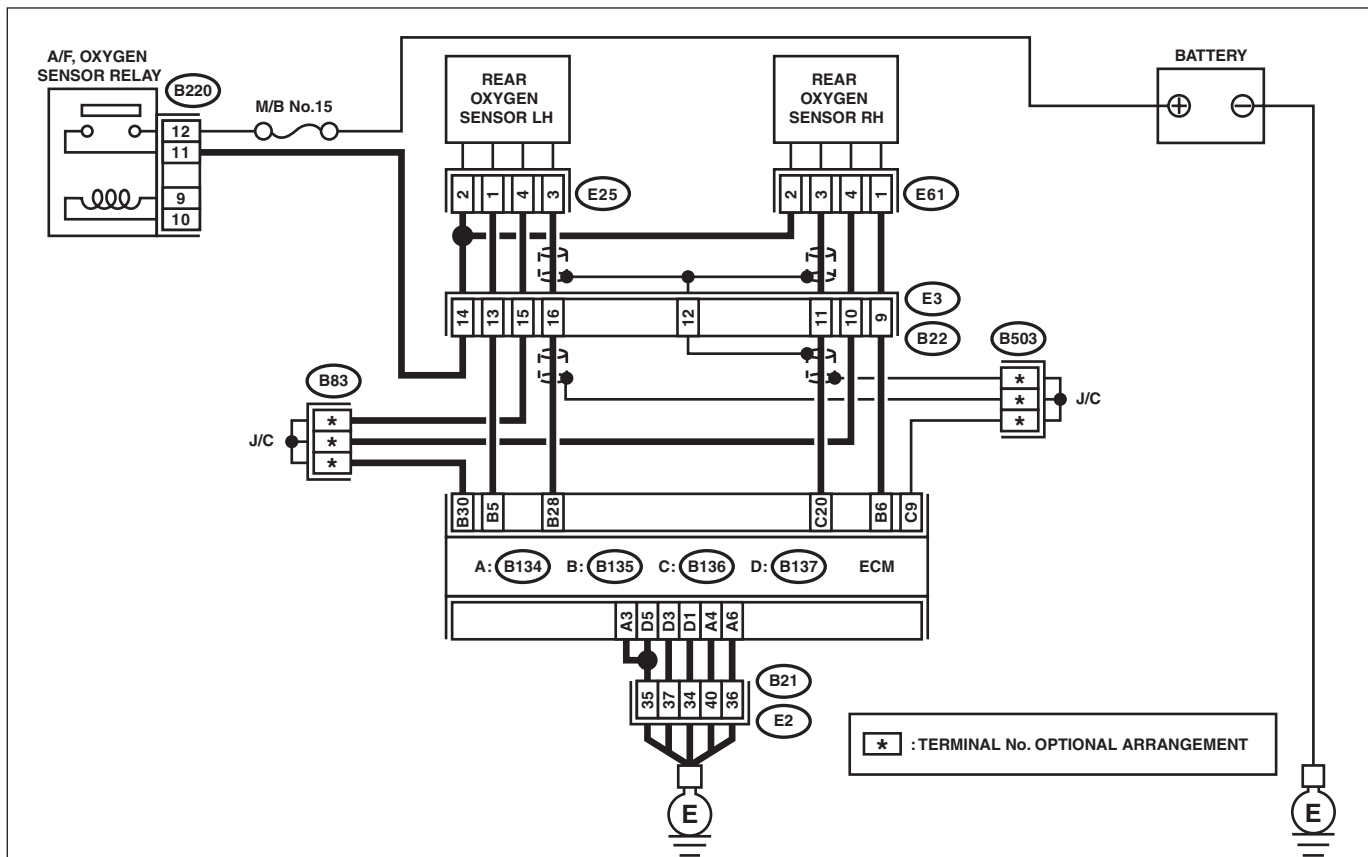 A/F, OXYGEN
SENSOR RELAY
B220
M/B No.15
12
11
9
10
REAR
OXYGEN
SENSOR LH
REAR
OXYGEN
SENSOR RH
BATTERY
2 1 4 3
E25
2 3 4 1
E61
14 13 15 16 12 11 10 9
E3
B22
B503
*
*
*
J/C
B83
*
*
*
J/C
B30 B5 B28 C20 B6 C9
A: B134 B: B135 C: B136 D: B137 ECM
A3 D5 D3 D1 A4 A6
35 37 34 40 36
B21
E2
* : TERMINAL No. OPTIONAL ARRANGEMENT
E
E